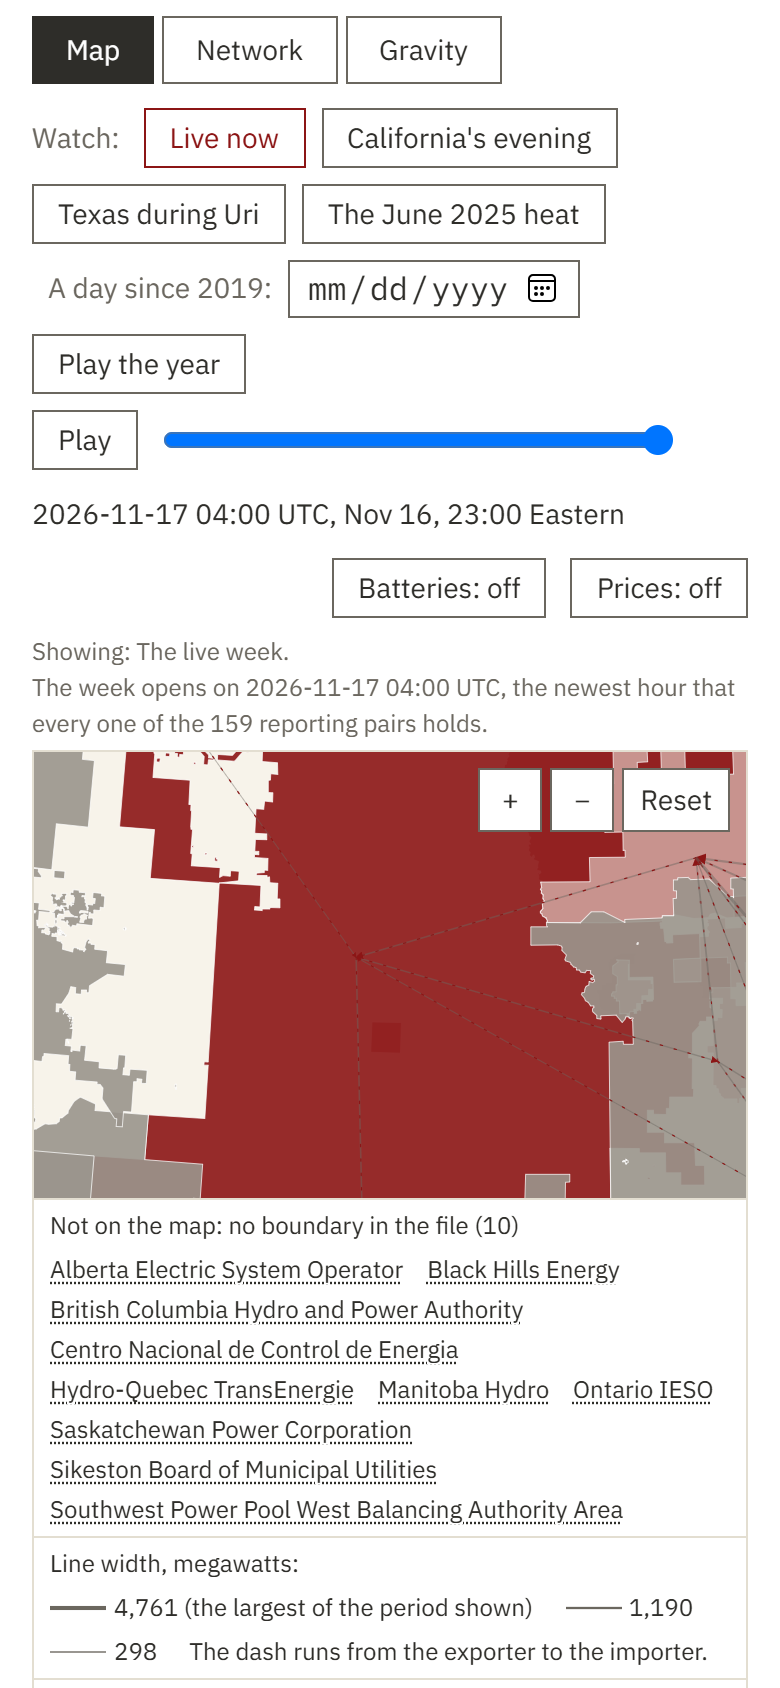 Map Network Gravity
Watch: Live now California's evening
Texas during Uri The June 2025 heat
A day since 2019: mm/dd/yyyy
Play the year
Play
2026-11-17 04:00 UTC, Nov 16, 23:00 Eastern
Batteries: off Prices: off
Showing: The live week.
The week opens on 2026-11-17 04:00 UTC, the newest hour that
every one of the 159 reporting pairs holds.
+ − Reset
Not on the map: no boundary in the file (10)
Alberta Electric System Operator Black Hills Energy
British Columbia Hydro and Power Authority
Centro Nacional de Control de Energia
Hydro-Quebec TransEnergie Manitoba Hydro Ontario IESO
Saskatchewan Power Corporation
Sikeston Board of Municipal Utilities
Southwest Power Pool West Balancing Authority Area
Line width, megawatts:
4,761 (the largest of the period shown) 1,190
298 The dash runs from the exporter to the importer.